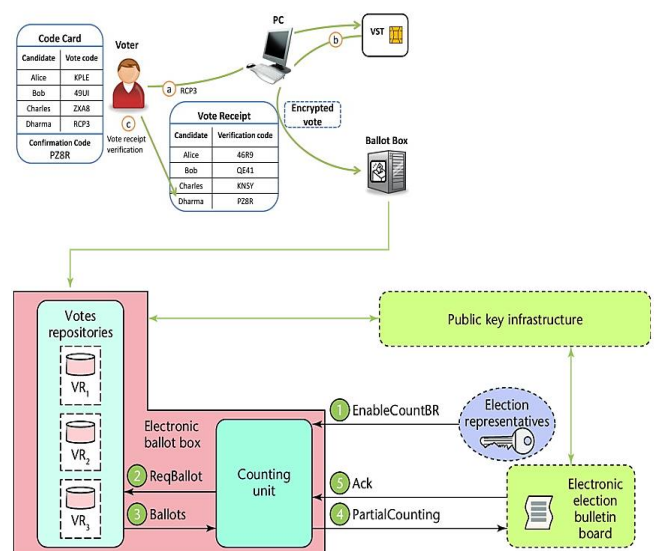 Code Card
Candidate Vote code
Alice KPLE
Bob 49UI
Charles ZXA8
Dharma RCP3
Confirmation Code
PZ8R
Voter
PC
VST
b
a RCP3
c
Vote receipt
verification
Vote Receipt
Candidate Verification code
Alice 46R9
Bob QE41
Charles KNSY
Dharma PZ8R
Encrypted
vote
Ballot Box
Votes
repositories
VR1
VR2
VR3
Electronic
ballot box
Counting
unit
Public key infrastructure
1 EnableCountBR
Election
representatives
2 ReqBallot
3 Ballots
5 Ack
4 PartialCounting
Electronic
election
bulletin
board